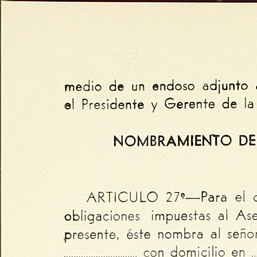 medio de un endoso adjunto
el Presidente y Gerente de la
NOMBRAMIENTO DE
ARTICULO 27º—Para el
obligaciones impuestas al Ase
presente, éste nombra al señor
........................ con domicilio en ..